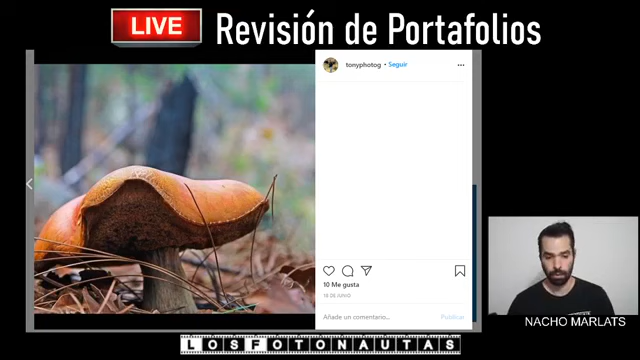 LIVE
Revisión de Portafolios
tonyphotog • Seguir
10 Me gusta
18 DE JUNIO
Añade un comentario...
Publicar
NACHO MARLATS
LOSFOTONAUTAS